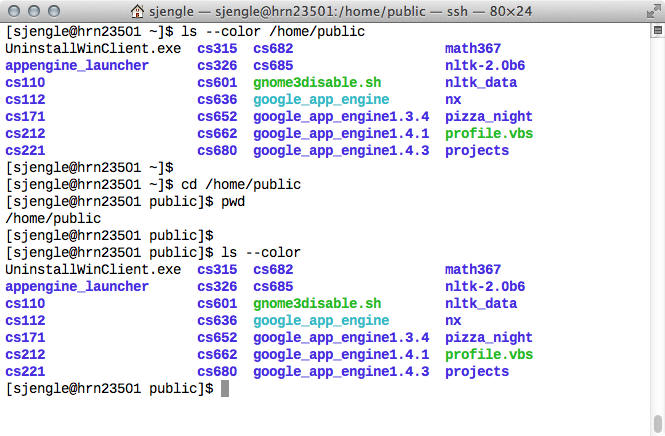 sjengle — sjengle@hrn23501:/home/public — ssh — 80×24
[sjengle@hrn23501 ~]$ ls --color /home/public
UninstallWinClient.exe  cs315  cs682                   math367
appengine_launcher      cs326  cs685                   nltk-2.0b6
cs110                   cs601  gnome3disable.sh        nltk_data
cs112                   cs636  google_app_engine       nx
cs171                   cs652  google_app_engine1.3.4  pizza_night
cs212                   cs662  google_app_engine1.4.1  profile.vbs
cs221                   cs680  google_app_engine1.4.3  projects
[sjengle@hrn23501 ~]$
[sjengle@hrn23501 ~]$ cd /home/public
[sjengle@hrn23501 public]$ pwd
/home/public
[sjengle@hrn23501 public]$
[sjengle@hrn23501 public]$ ls --color
UninstallWinClient.exe  cs315  cs682                   math367
appengine_launcher      cs326  cs685                   nltk-2.0b6
cs110                   cs601  gnome3disable.sh        nltk_data
cs112                   cs636  google_app_engine       nx
cs171                   cs652  google_app_engine1.3.4  pizza_night
cs212                   cs662  google_app_engine1.4.1  profile.vbs
cs221                   cs680  google_app_engine1.4.3  projects
[sjengle@hrn23501 public]$